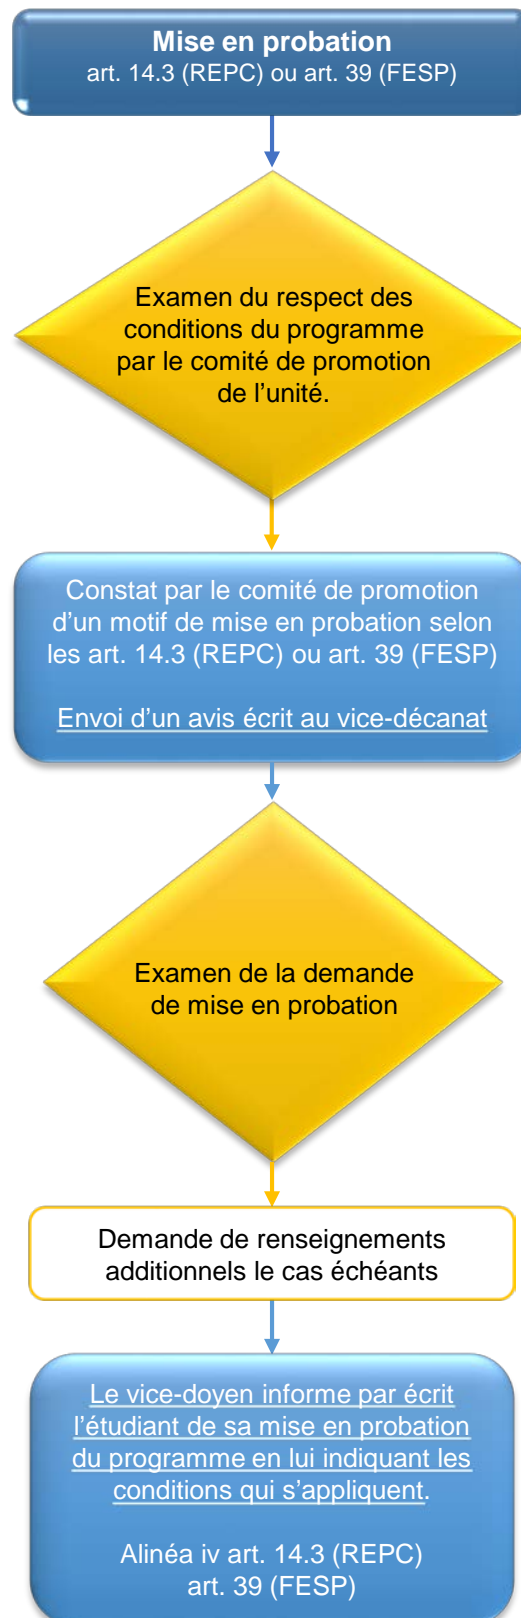 Mise en probation
art. 14.3 (REPC) ou art. 39 (FESP)
Examen du respect des
conditions du programme
par le comité de promotion
de l’unité.
Constat par le comité de promotion
d’un motif de mise en probation selon
les art. 14.3 (REPC) ou art. 39 (FESP)
Envoi d’un avis écrit au vice-décanat
Examen de la demande
de mise en probation
Demande de renseignements
additionnels le cas échéants
Le vice-doyen informe par écrit
l’étudiant de sa mise en probation
du programme en lui indiquant les
conditions qui s’appliquent.
Alinéa iv art. 14.3 (REPC)
art. 39 (FESP)